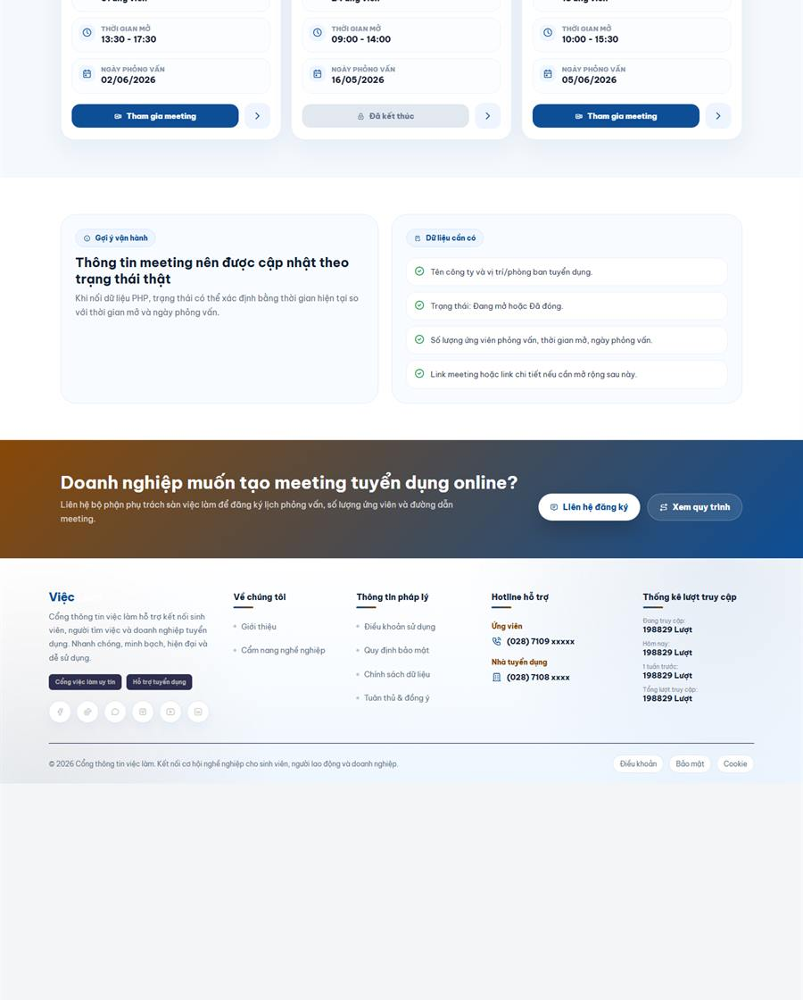 THỜI GIAN MỞ
13:30 - 17:30
NGÀY PHỎNG VẤN
02/06/2026
Tham gia meeting
THỜI GIAN MỞ
09:00 - 14:00
NGÀY PHỎNG VẤN
16/05/2026
Đã kết thúc
THỜI GIAN MỞ
10:00 - 15:30
NGÀY PHỎNG VẤN
05/06/2026
Tham gia meeting
Gợi ý vận hành
Thông tin meeting nên được cập nhật theo
trạng thái thật
Khi nối dữ liệu PHP, trạng thái có thể xác định bằng thời gian hiện tại so
với thời gian mở và ngày phỏng vấn.
Dữ liệu cần có
Tên công ty và vị trí/phòng ban tuyển dụng.
Trạng thái: Đang mở hoặc Đã đóng.
Số lượng ứng viên phỏng vấn, thời gian mở, ngày phỏng vấn.
Link meeting hoặc link chi tiết nếu cần mở rộng sau này.
Doanh nghiệp muốn tạo meeting tuyển dụng online?
Liên hệ bộ phận phụ trách sàn việc làm để đăng ký lịch phỏng vấn, số lượng ứng viên và đường dẫn
meeting.
Liên hệ đăng ký
Xem quy trình
Việc
Cổng thông tin việc làm hỗ trợ kết nối sinh
viên, người tìm việc và doanh nghiệp tuyển
dụng. Nhanh chóng, minh bạch, hiện đại và
dễ sử dụng.
Cổng việc làm uy tín
Hỗ trợ tuyển dụng
Về chúng tôi
Giới thiệu
Cẩm nang nghề nghiệp
Thông tin pháp lý
Điều khoản sử dụng
Quy định bảo mật
Chính sách dữ liệu
Tuân thủ & đồng ý
Hotline hỗ trợ
Ứng viên
(028) 7109 xxxxx
Nhà tuyển dụng
(028) 7108 xxxx
Thống kê lượt truy cập
Đang truy cập:
198829 Lượt
Hôm nay:
198829 Lượt
1 tuần trước:
198829 Lượt
Tổng lượt truy cập:
198829 Lượt
© 2026 Cổng thông tin việc làm. Kết nối cơ hội nghề nghiệp cho sinh viên, người lao động và doanh nghiệp.
Điều khoản
Bảo mật
Cookie